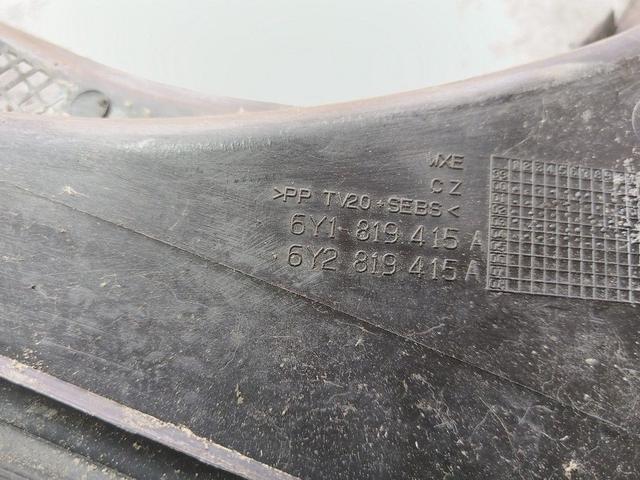 WXE
CZ
>PP TV20+SEBS<
6Y1 819 415 A
6Y2 819 415 A